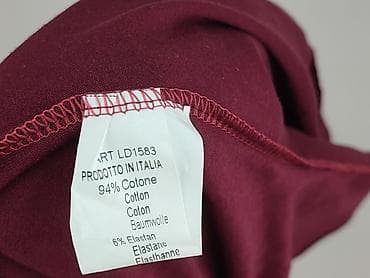 ART LD1583
PRODOTTO IN ITALIA
94% Cotone
Cotton
Coton
Baumwolle
6% Elastan
Elastane
Elasthanne